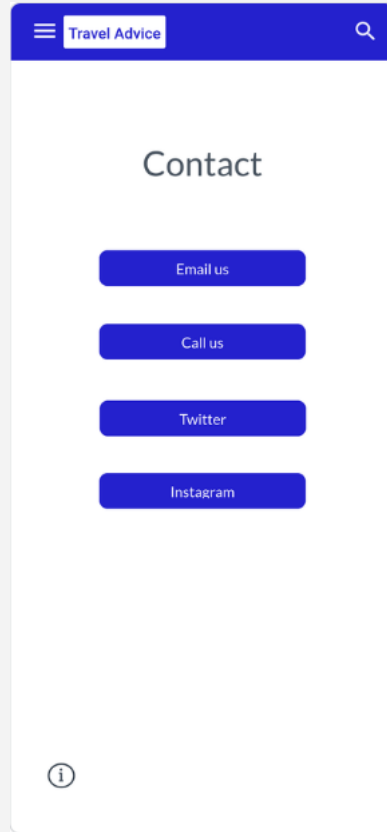 Travel Advice
Contact
Email us
Call us
Twitter
Instagram
i